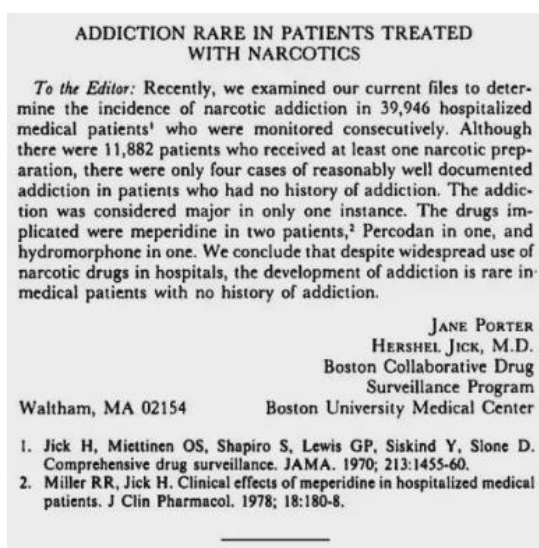 ADDICTION RARE IN PATIENTS TREATED
WITH NARCOTICS
To the Editor: Recently, we examined our current files to deter-
mine the incidence of narcotic addiction in 39,946 hospitalized
medical patients¹ who were monitored consecutively. Although
there were 11,882 patients who received at least one narcotic prep-
aration, there were only four cases of reasonably well documented
addiction in patients who had no history of addiction. The addic-
tion was considered major in only one instance. The drugs im-
plicated were meperidine in two patients,² Percodan in one, and
hydromorphone in one. We conclude that despite widespread use of
narcotic drugs in hospitals, the development of addiction is rare in
medical patients with no history of addiction.
JANE PORTER
HERSHEL JICK, M.D.
Boston Collaborative Drug
Surveillance Program
Waltham, MA 02154 Boston University Medical Center
1. Jick H, Miettinen OS, Shapiro S, Lewis GP, Siskind Y, Slone D.
Comprehensive drug surveillance. JAMA. 1970; 213:1455-60.
2. Miller RR, Jick H. Clinical effects of meperidine in hospitalized medical
patients. J Clin Pharmacol. 1978; 18:180-8.